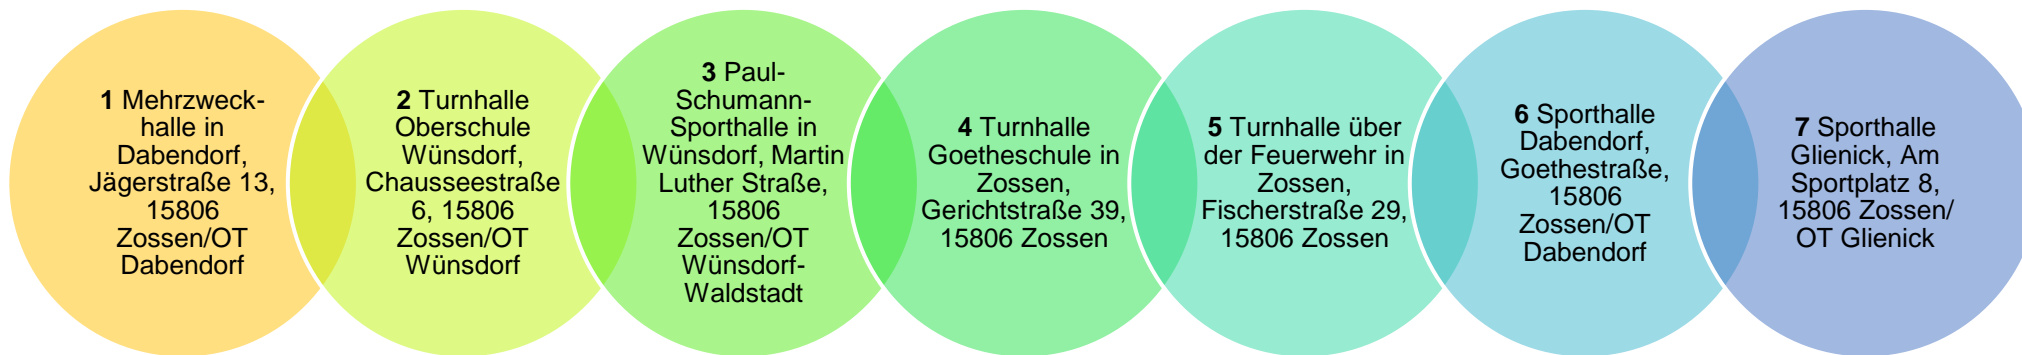 1 Mehrzweck-
halle in
Dabendorf,
Jägerstraße 13,
15806
Zossen/OT
Dabendorf
2 Turnhalle
Oberschule
Wünsdorf,
Chausseestraße
6, 15806
Zossen/OT
Wünsdorf
3 Paul-
Schumann-
Sporthalle in
Wünsdorf, Martin
Luther Straße,
15806
Zossen/OT
Wünsdorf-
Waldstadt
4 Turnhalle
Goetheschule in
Zossen,
Gerichtstraße 39,
15806 Zossen
5 Turnhalle über
der Feuerwehr in
Zossen,
Fischerstraße 29,
15806 Zossen
6 Sporthalle
Dabendorf,
Goethestraße,
15806
Zossen/OT
Dabendorf
7 Sporthalle
Glienick, Am
Sportplatz 8,
15806 Zossen/
OT Glienick